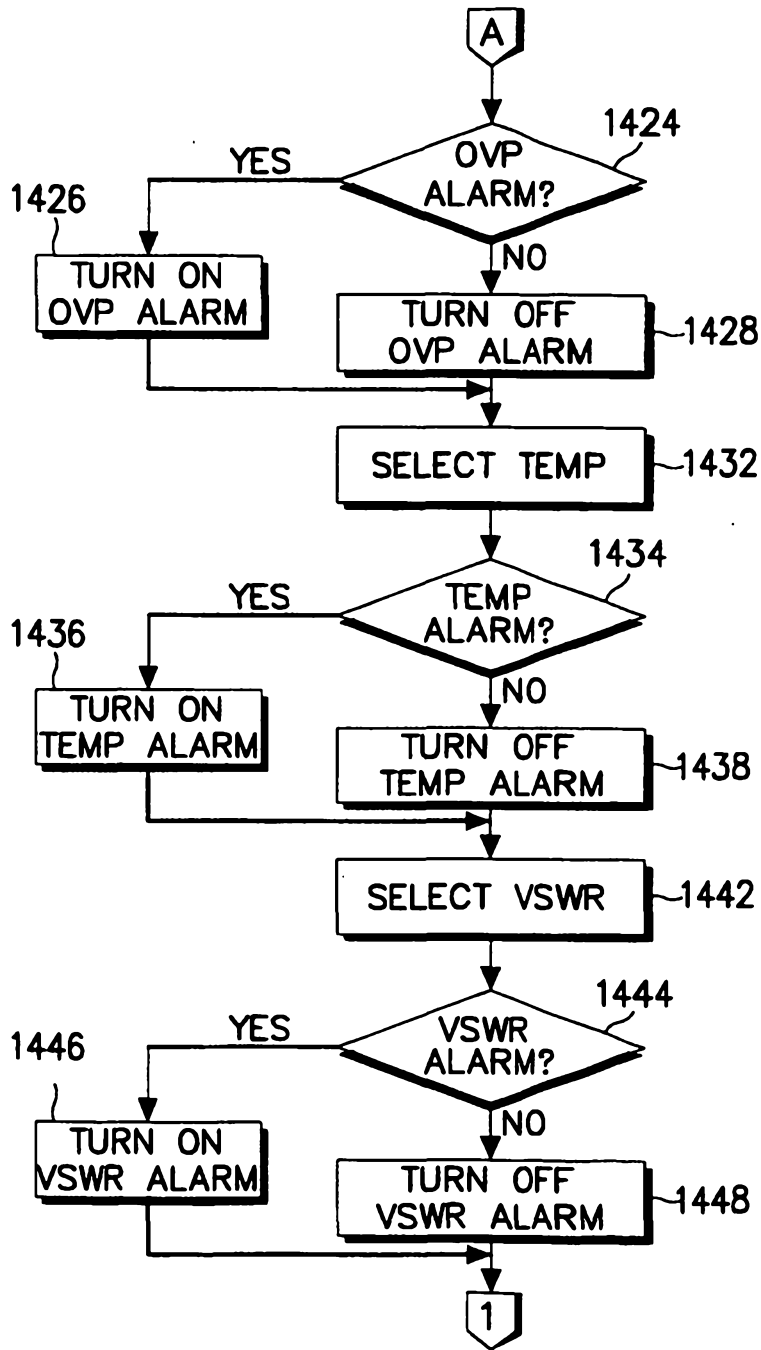 A
1424
OVP
ALARM?
YES
1426
NO
TURN ON
OVP ALARM
TURN OFF
OVP ALARM
1428
SELECT TEMP
1432
1434
TEMP
ALARM?
YES
1436
NO
TURN ON
TEMP ALARM
TURN OFF
TEMP ALARM
1438
SELECT VSWR
1442
1444
VSWR
ALARM?
YES
1446
NO
TURN ON
VSWR ALARM
TURN OFF
VSWR ALARM
1448
1